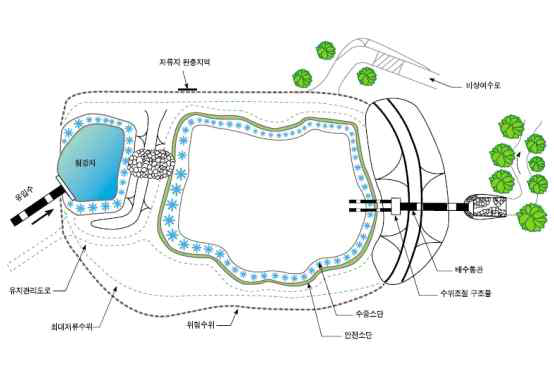 저류지 완충지역
비상여수로
침강지
유입수
배수통관
유지관리도로
수위조절 구조물
수중소단
최대저류수위
위험수위
안전소단